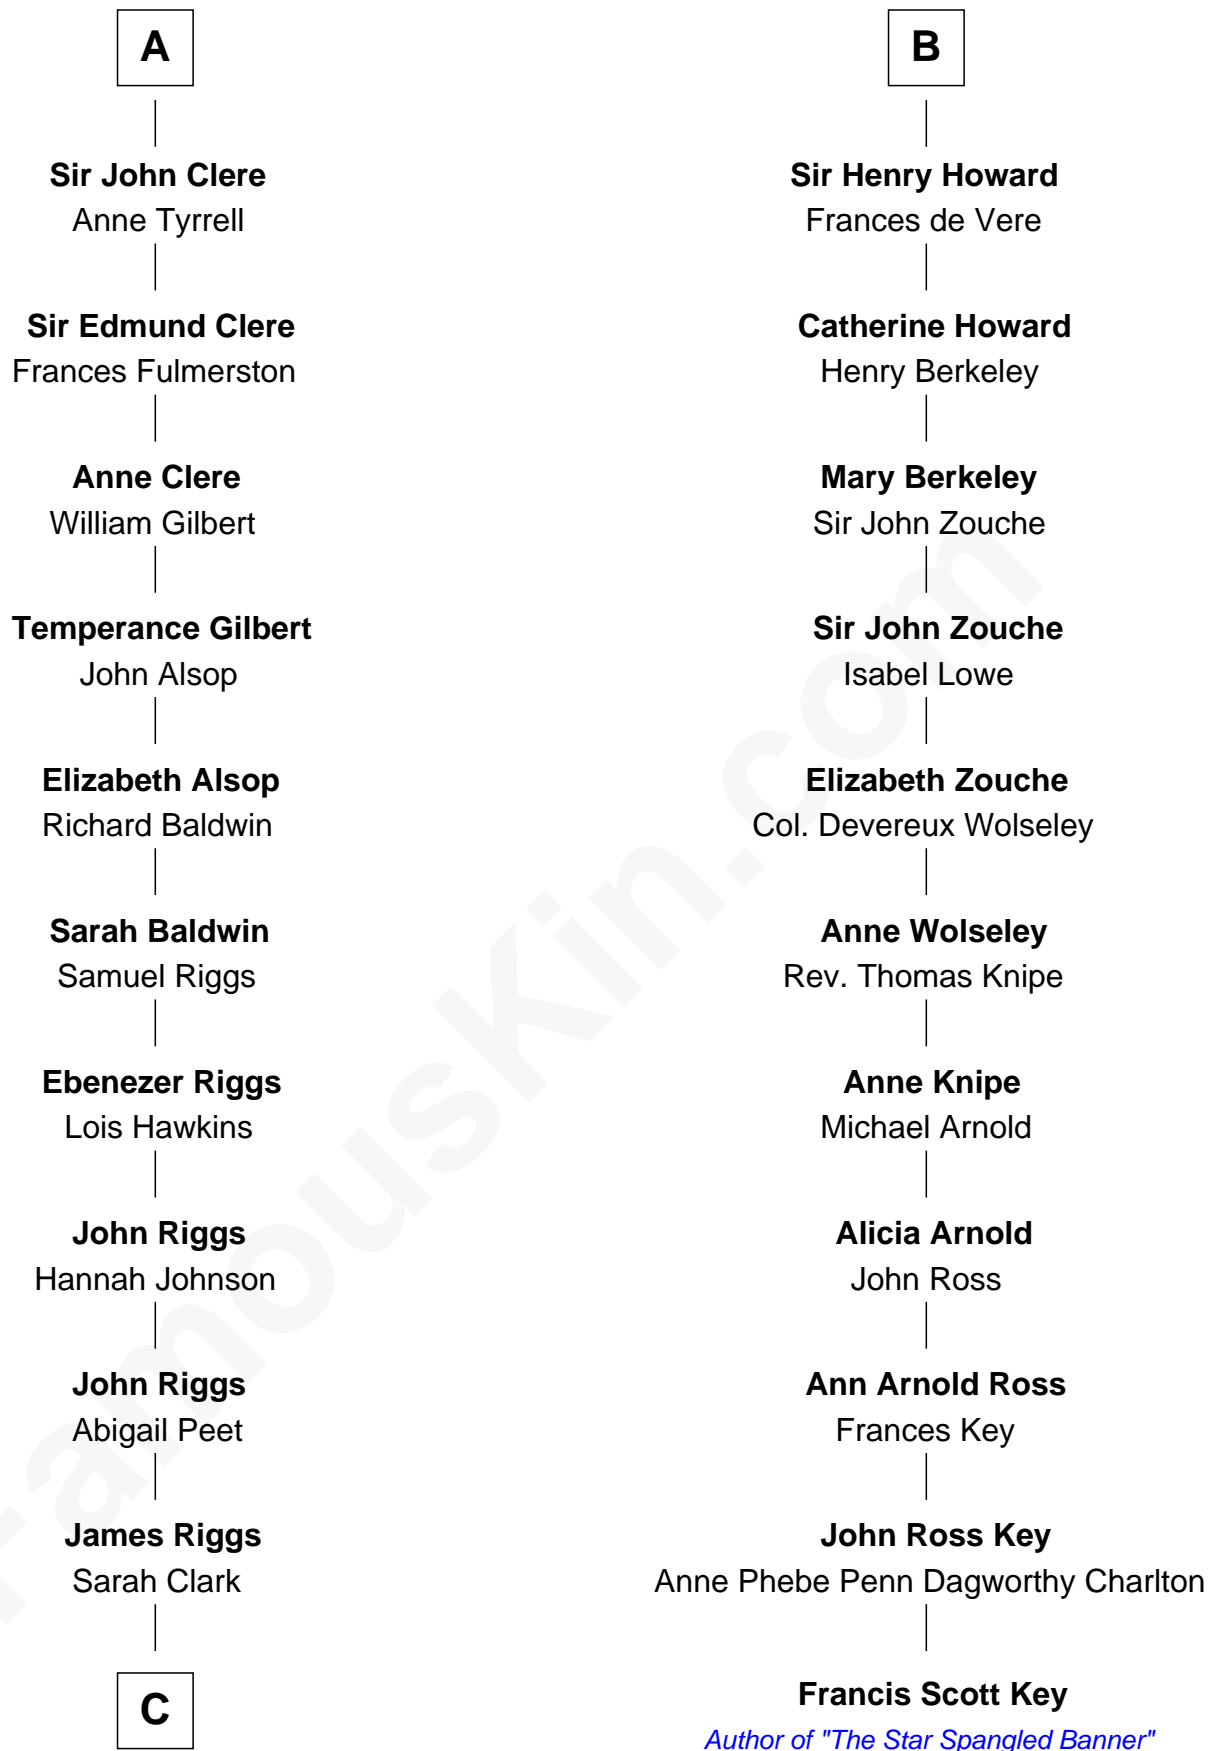 A
Sir John Clere
Anne Tyrrell
Sir Edmund Clere
Frances Fulmerston
Anne Clere
William Gilbert
Temperance Gilbert
John Alsop
Elizabeth Alsop
Richard Baldwin
Sarah Baldwin
Samuel Riggs
Ebenezer Riggs
Lois Hawkins
John Riggs
Hannah Johnson
John Riggs
Abigail Peet
James Riggs
Sarah Clark
C
B
Sir Henry Howard
Frances de Vere
Catherine Howard
Henry Berkeley
Mary Berkeley
Sir John Zouche
Sir John Zouche
Isabel Lowe
Elizabeth Zouche
Col. Devereux Wolseley
Anne Wolseley
Rev. Thomas Knipe
Anne Knipe
Michael Arnold
Alicia Arnold
John Ross
Ann Arnold Ross
Frances Key
John Ross Key
Anne Phebe Penn Dagworthy Charlton
Francis Scott Key
Author of "The Star Spangled Banner"
FamousKin.com